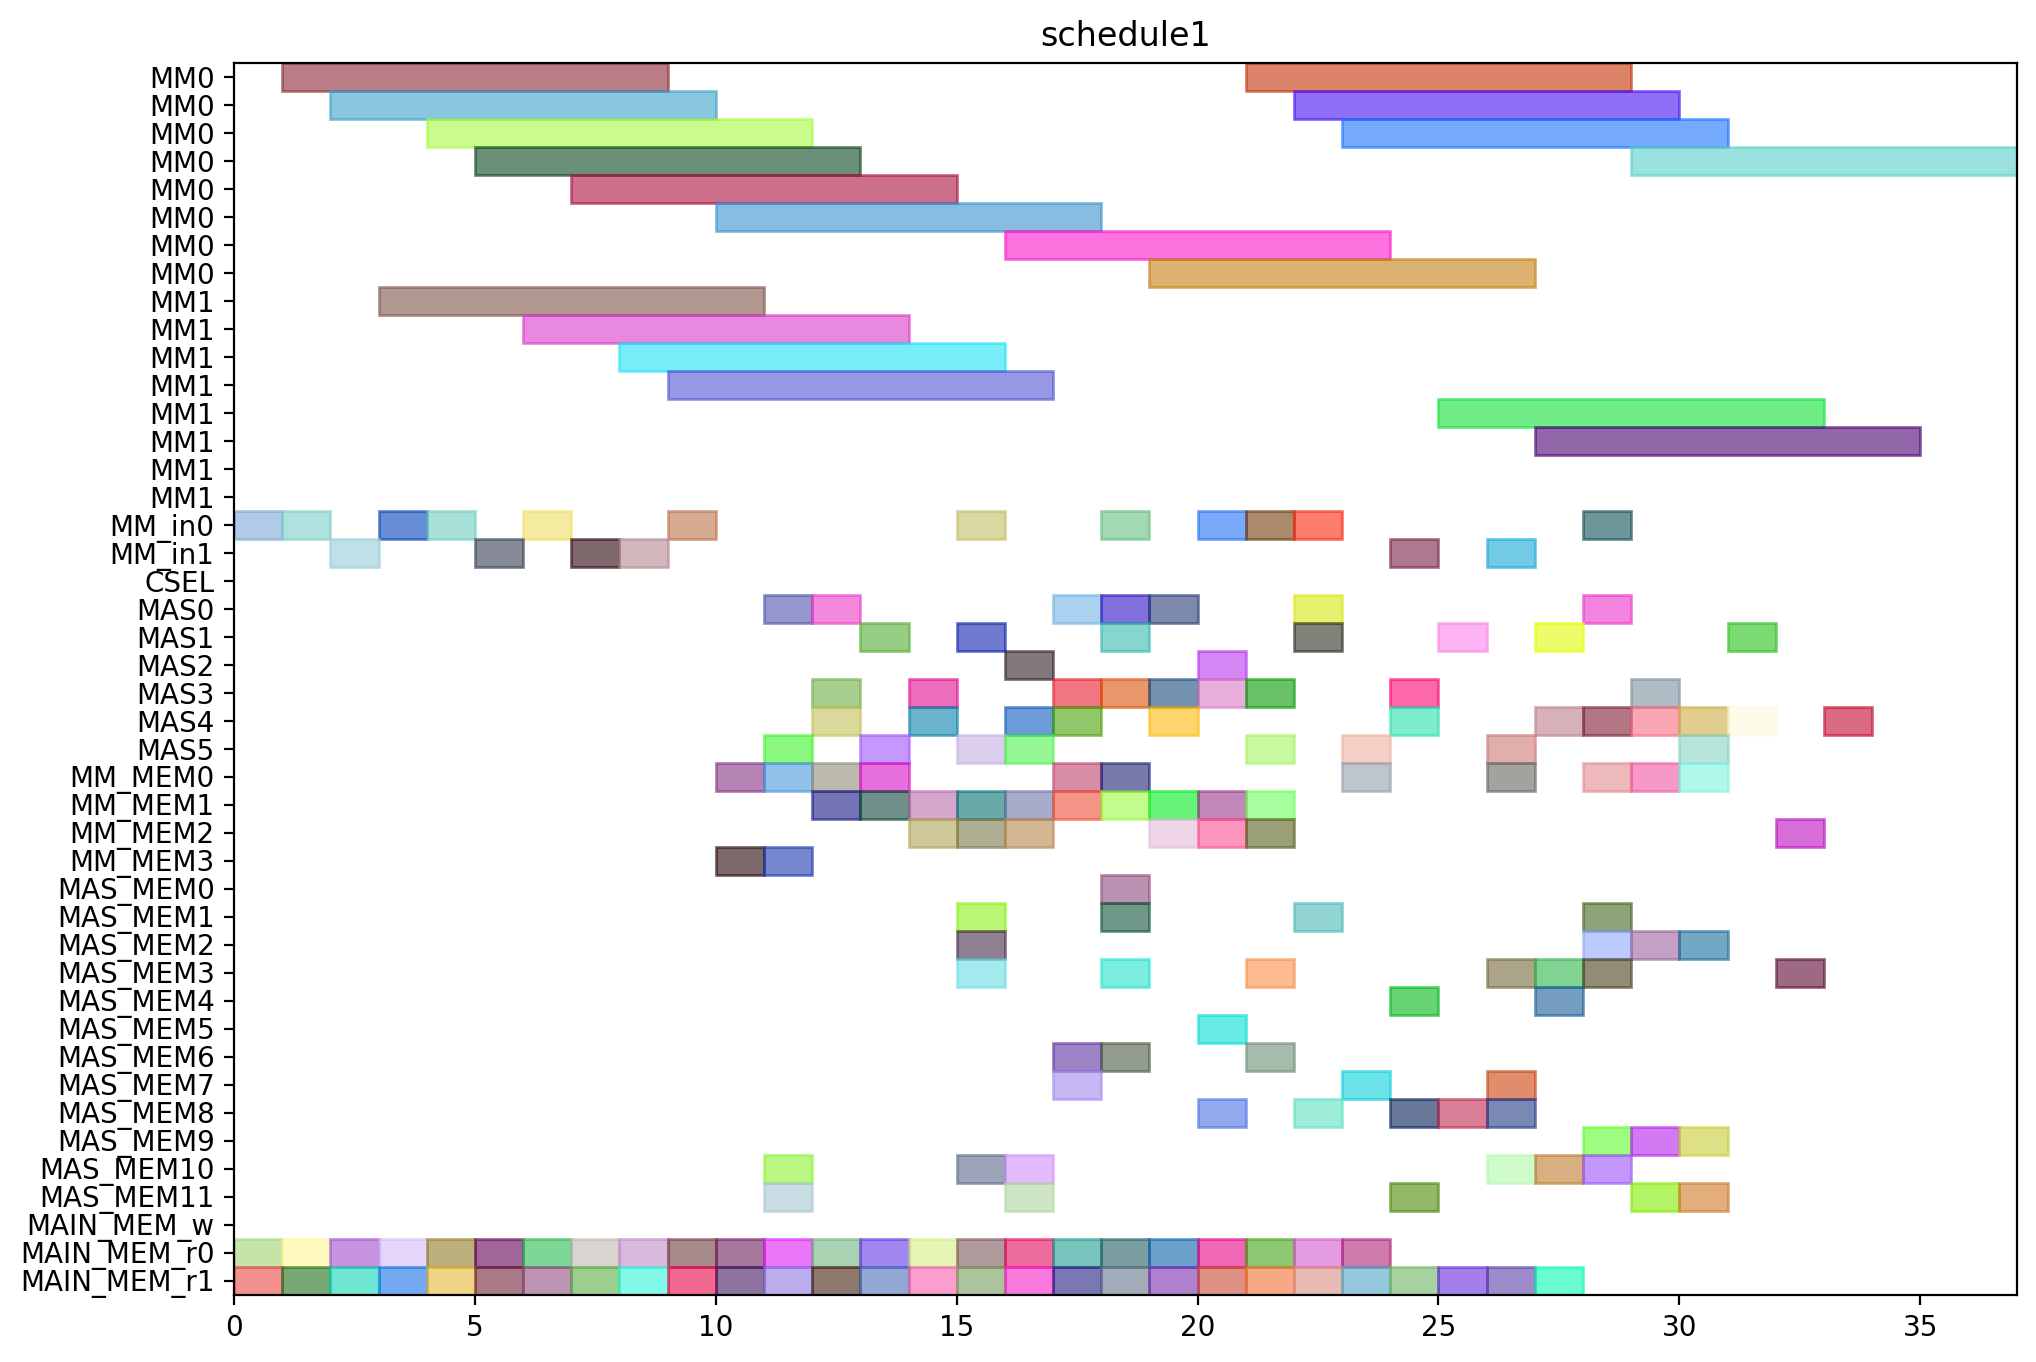 schedule1
MM0
MM0
MM0
MM0
MM0
MM0
MM0
MM0
MM1
MM1
MM1
MM1
MM1
MM1
MM1
MM1
MM_in0
MM_in1
CSEL
MAS0
MAS1
MAS2
MAS3
MAS4
MAS5
MM_MEM0
MM_MEM1
MM_MEM2
MM_MEM3
MAS_MEM0
MAS_MEM1
MAS_MEM2
MAS_MEM3
MAS_MEM4
MAS_MEM5
MAS_MEM6
MAS_MEM7
MAS_MEM8
MAS_MEM9
MAS_MEM10
MAS_MEM11
MAIN_MEM_w
MAIN_MEM_r0
MAIN_MEM_r1
0 5 10 15 20 25 30 35